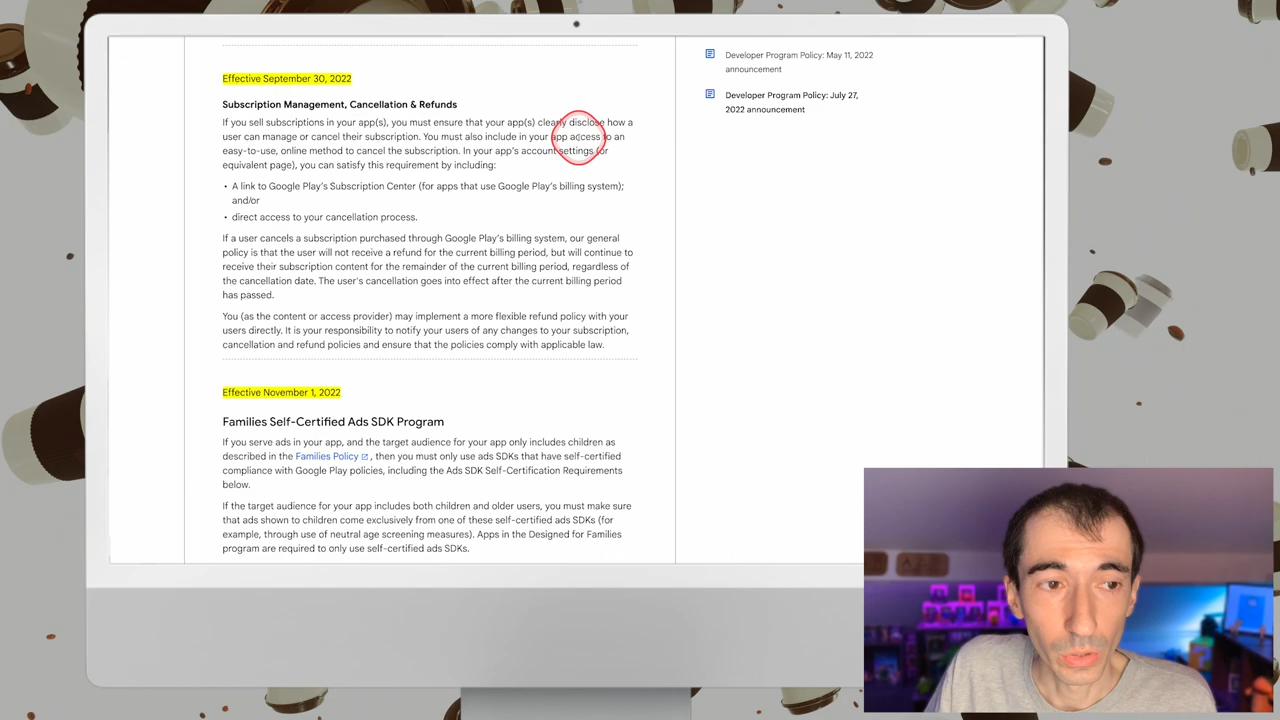 Effective September 30, 2022
Subscription Management, Cancellation & Refunds
If you sell subscriptions in your app(s), you must ensure that your app(s) clearly disclose how a
user can manage or cancel their subscription. You must also include in your app access to an
easy-to-use, online method to cancel the subscription. In your app's account settings (or
equivalent page), you can satisfy this requirement by including:
• A link to Google Play's Subscription Center (for apps that use Google Play's billing system);
and/or
• direct access to your cancellation process.
If a user cancels a subscription purchased through Google Play's billing system, our general
policy is that the user will not receive a refund for the current billing period, but will continue to
receive their subscription content for the remainder of the current billing period, regardless of
the cancellation date. The user's cancellation goes into effect after the current billing period
has passed.
You (as the content or access provider) may implement a more flexible refund policy with your
users directly. It is your responsibility to notify your users of any changes to your subscription,
cancellation and refund policies and ensure that the policies comply with applicable law.
Effective November 1, 2022
Families Self-Certified Ads SDK Program
If you serve ads in your app, and the target audience for your app only includes children as
described in the Families Policy , then you must only use ads SDKs that have self-certified
compliance with Google Play policies, including the Ads SDK Self-Certification Requirements
below.
If the target audience for your app includes both children and older users, you must make sure
that ads shown to children come exclusively from one of these self-certified ads SDKs (for
example, through use of neutral age screening measures). Apps in the Designed for Families
program are required to only use self-certified ads SDKs.
Developer Program Policy: May 11, 2022
announcement
Developer Program Policy: July 27,
2022 announcement